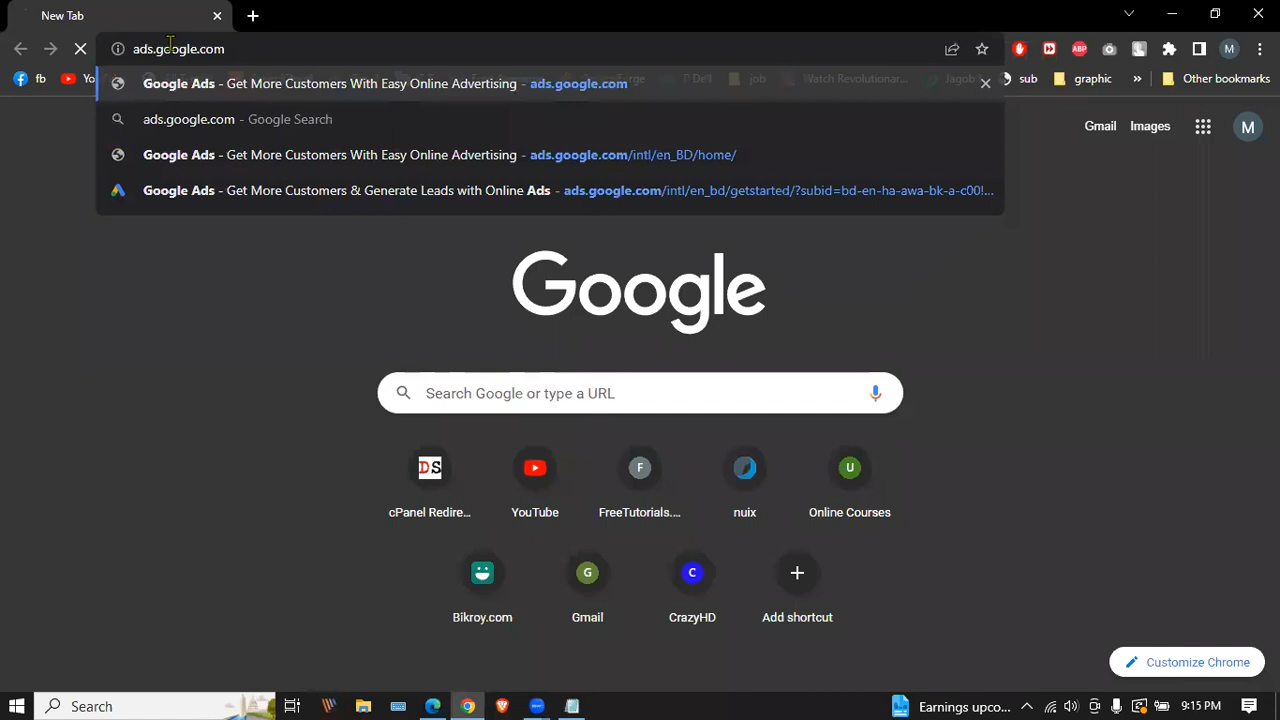 New Tab
ads.google.com
fb
Yo
job
Watch Revolutionar...
sub
graphic
Other bookmarks
Google Ads - Get More Customers With Easy Online Advertising - ads.google.com
ads.google.com - Google Search
Google Ads - Get More Customers With Easy Online Advertising - ads.google.com/intl/en_BD/home/
Google Ads - Get More Customers & Generate Leads with Online Ads - ads.google.com/intl/en_bd/getstarted/?subid=bd-en-ha-awa-bk-a-c00!...
Gmail
Images
M
Google
Search Google or type a URL
DS
F
U
cPanel Redire...
YouTube
FreeTutorials....
nuix
Online Courses
G
C
Bikroy.com
Gmail
CrazyHD
Add shortcut
Customize Chrome
Search
Earnings upco...
9:15 PM